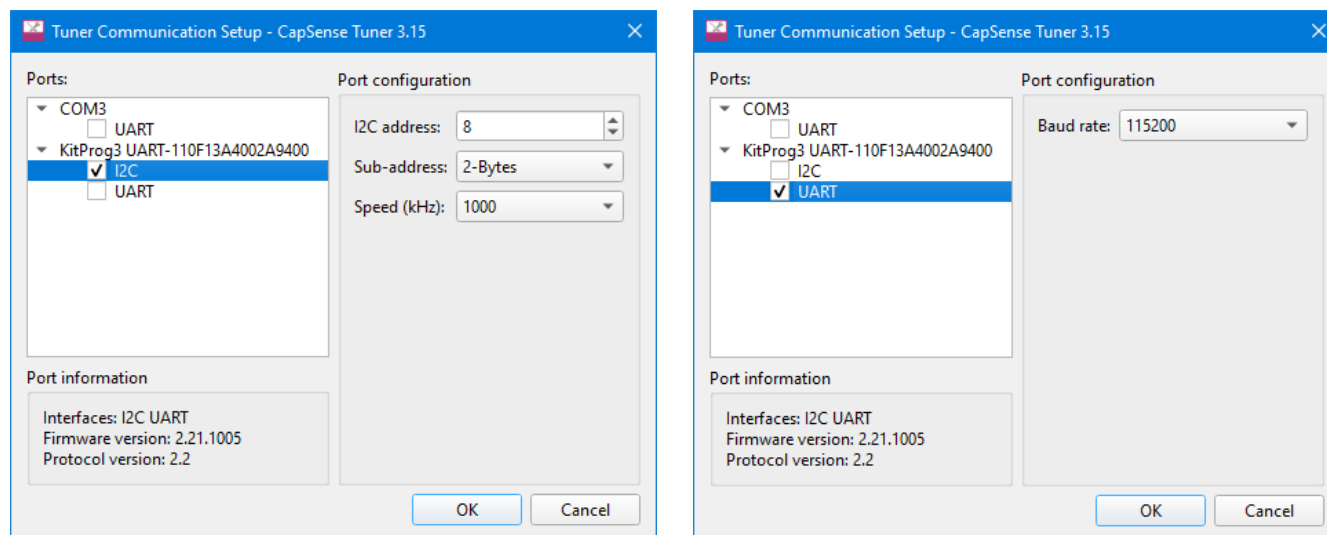 Tuner Communication Setup - CapSense Tuner 3.15
Ports:
COM3
UART
KitProg3 UART-110F13A4002A9400
I2C
UART
Port configuration
I2C address: 8
Sub-address: 2-Bytes
Speed (kHz): 1000
Port information
Interfaces: I2C UART
Firmware version: 2.21.1005
Protocol version: 2.2
OK Cancel
Tuner Communication Setup - CapSense Tuner 3.15
Ports:
COM3
UART
KitProg3 UART-110F13A4002A9400
I2C
UART
Port configuration
Baud rate: 115200
Port information
Interfaces: I2C UART
Firmware version: 2.21.1005
Protocol version: 2.2
OK Cancel